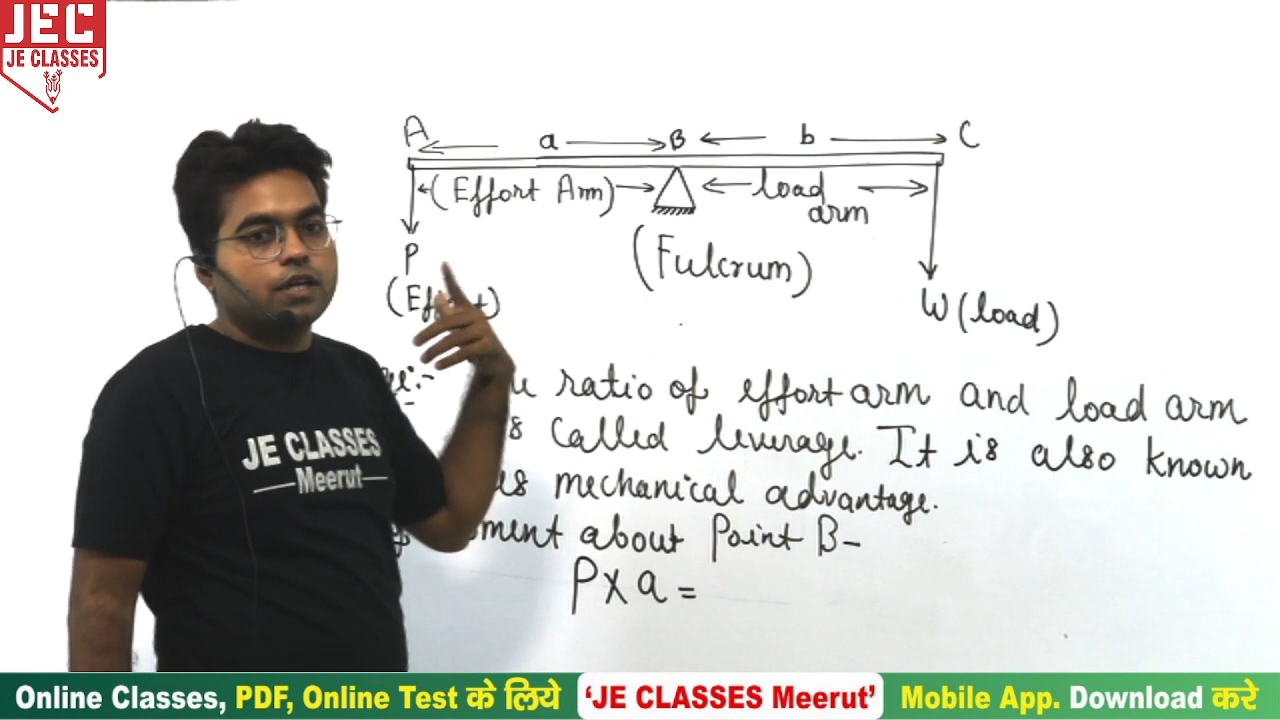 JEC
JE CLASSES
A a B b C
(Effort Arm) load arm
P
(Fulcrum)
W (load)
ratio of effort arm and load arm
called leverage. It is also known
mechanical advantage.
about Point B-
P x a =
JE CLASSES
Meerut
Online Classes, PDF, Online Test के लिये 'JE CLASSES Meerut' Mobile App. Download करे